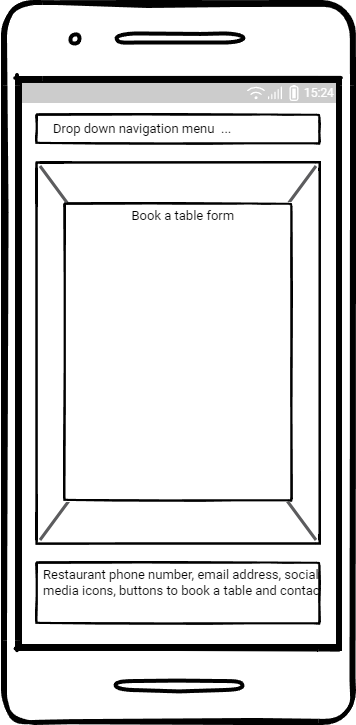 15:24
Drop down navigation menu ...
Book a table form
Restaurant phone number, email address, social
media icons, buttons to book a table and contac